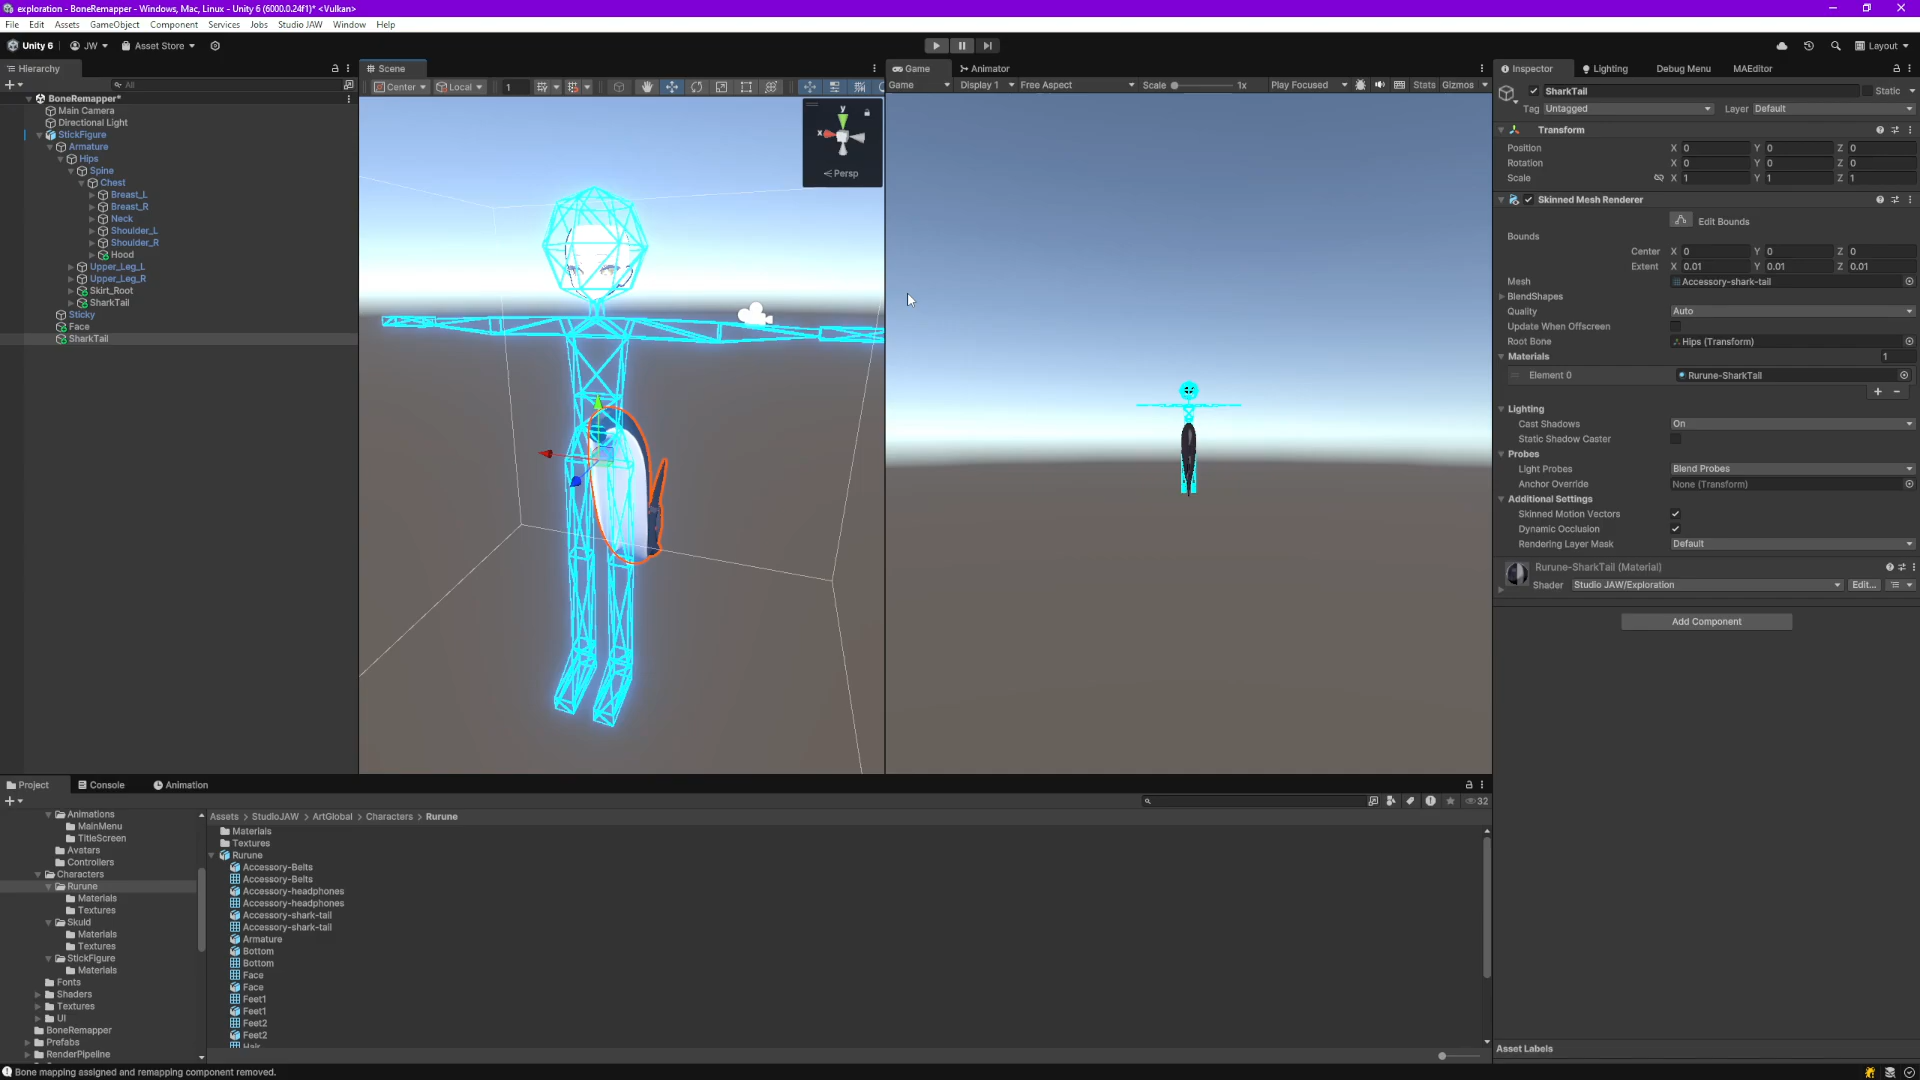 exploration - BoneRemapper - Windows, Mac, Linux - Unity 6 (6000.0.24f1)* <Vulkan>
File Edit Assets GameObject Component Services Jobs Studio JAW Window Help
Unity 6 JW Asset Store Layout
Hierarchy
All
BoneRemapper*
Main Camera
Directional Light
StickFigure
Armature
Hips
Spine
Chest
Breast_L
Breast_R
Neck
Shoulder_L
Shoulder_R
Hood
Upper_Leg_L
Upper_Leg_R
Skirt_Root
SharkTail
Sticky
Face
SharkTail
Scene
Center Local 1
y
x
Persp
Game Animator
Game Display 1 Free Aspect Scale 1x Play Focused Stats Gizmos
Inspector Lighting Debug Menu MAEditor
SharkTail Static
Tag Untagged Layer Default
Transform
Position X 0 Y 0 Z 0
Rotation X 0 Y 0 Z 0
Scale X 1 Y 1 Z 1
Skinned Mesh Renderer
Edit Bounds
Bounds
Center X 0 Y 0 Z 0
Extent X 0.01 Y 0.01 Z 0.01
Mesh Accessory-shark-tail
BlendShapes
Quality Auto
Update When Offscreen
Root Bone Hips (Transform)
Materials 1
Element 0 Rurune-SharkTail
Lighting
Cast Shadows On
Static Shadow Caster
Probes
Light Probes Blend Probes
Anchor Override None (Transform)
Additional Settings
Skinned Motion Vectors
Dynamic Occlusion
Rendering Layer Mask Default
Rurune-SharkTail (Material)
Shader Studio JAW/Exploration Edit...
Add Component
Asset Labels
Project Console Animation
32
Animations
MainMenu
TitleScreen
Avatars
Controllers
Characters
Rurune
Materials
Textures
Skuld
Materials
Textures
StickFigure
Materials
Fonts
Shaders
Textures
UI
BoneRemapper
Prefabs
RenderPipeline
Assets > StudioJAW > ArtGlobal > Characters > Rurune
Materials
Textures
Rurune
Accessory-Belts
Accessory-Belts
Accessory-headphones
Accessory-headphones
Accessory-shark-tail
Accessory-shark-tail
Armature
Bottom
Bottom
Face
Face
Feet1
Feet1
Feet2
Feet2
Hair
Bone mapping assigned and remapping component removed.